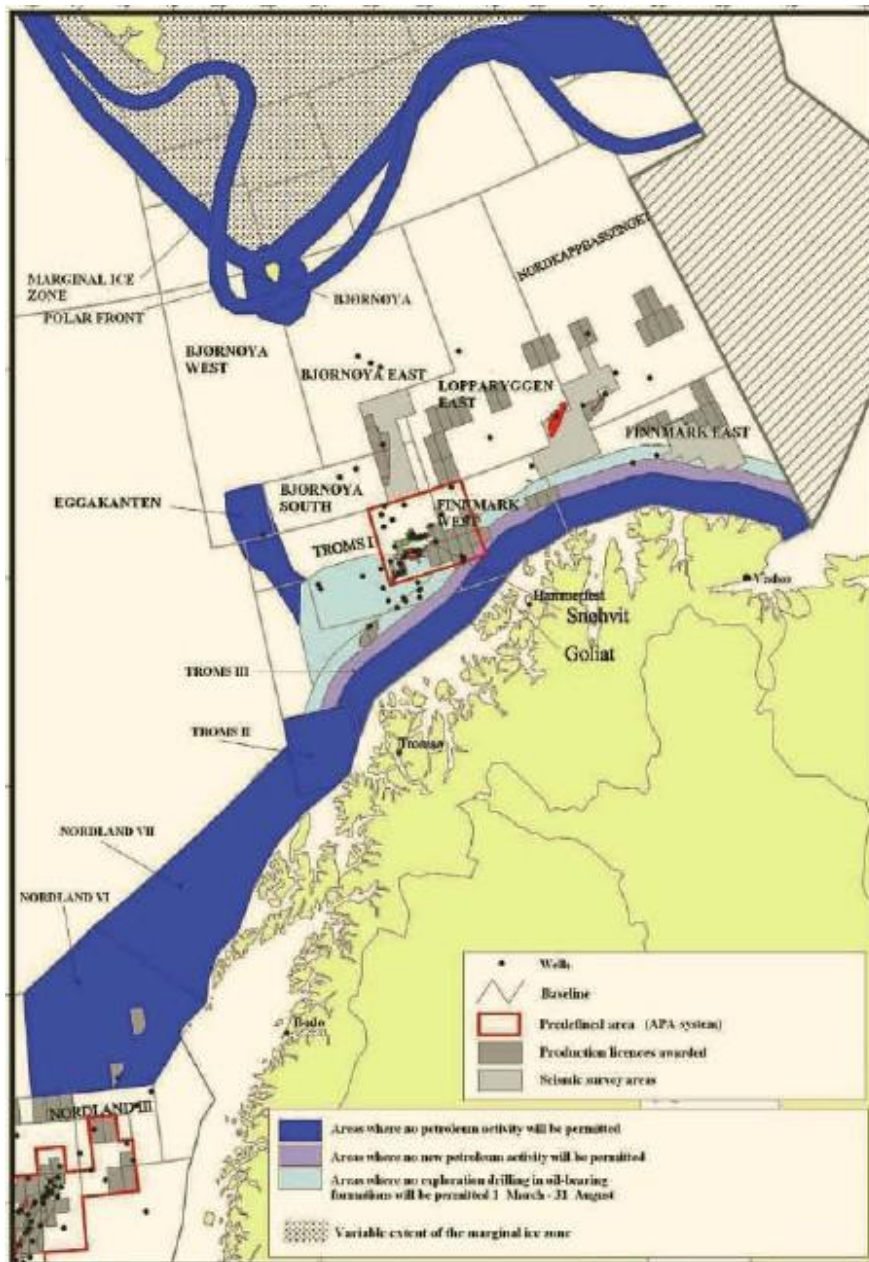 NORDKAPPBASSENGET
MARGINAL ICE
ZONE
POLAR FRONT
BJØRNØYA
BJØRNØYA
WEST
BJØRNØYA EAST
LOPPARYGGEN
EAST
FINNMARK EAST
EGGAKANTEN
BJØRNØYA
SOUTH
FINNMARK
WEST
TROMS I
Vadsø
Hammerfest
Snøhvit
Goliat
TROMS III
TROMS II
Tromsø
NORDLAND VII
NORDLAND VI
Bodø
NORDLAND III
Wells
Baseline
Predefined area (APA system)
Production licences awarded
Seismic survey areas
Areas where no petroleum activity will be permitted
Areas where no new petroleum activity will be permitted
Areas where no exploration drilling in oil-bearing
formations will be permitted 1 March - 31 August
Variable extent of the marginal ice zone